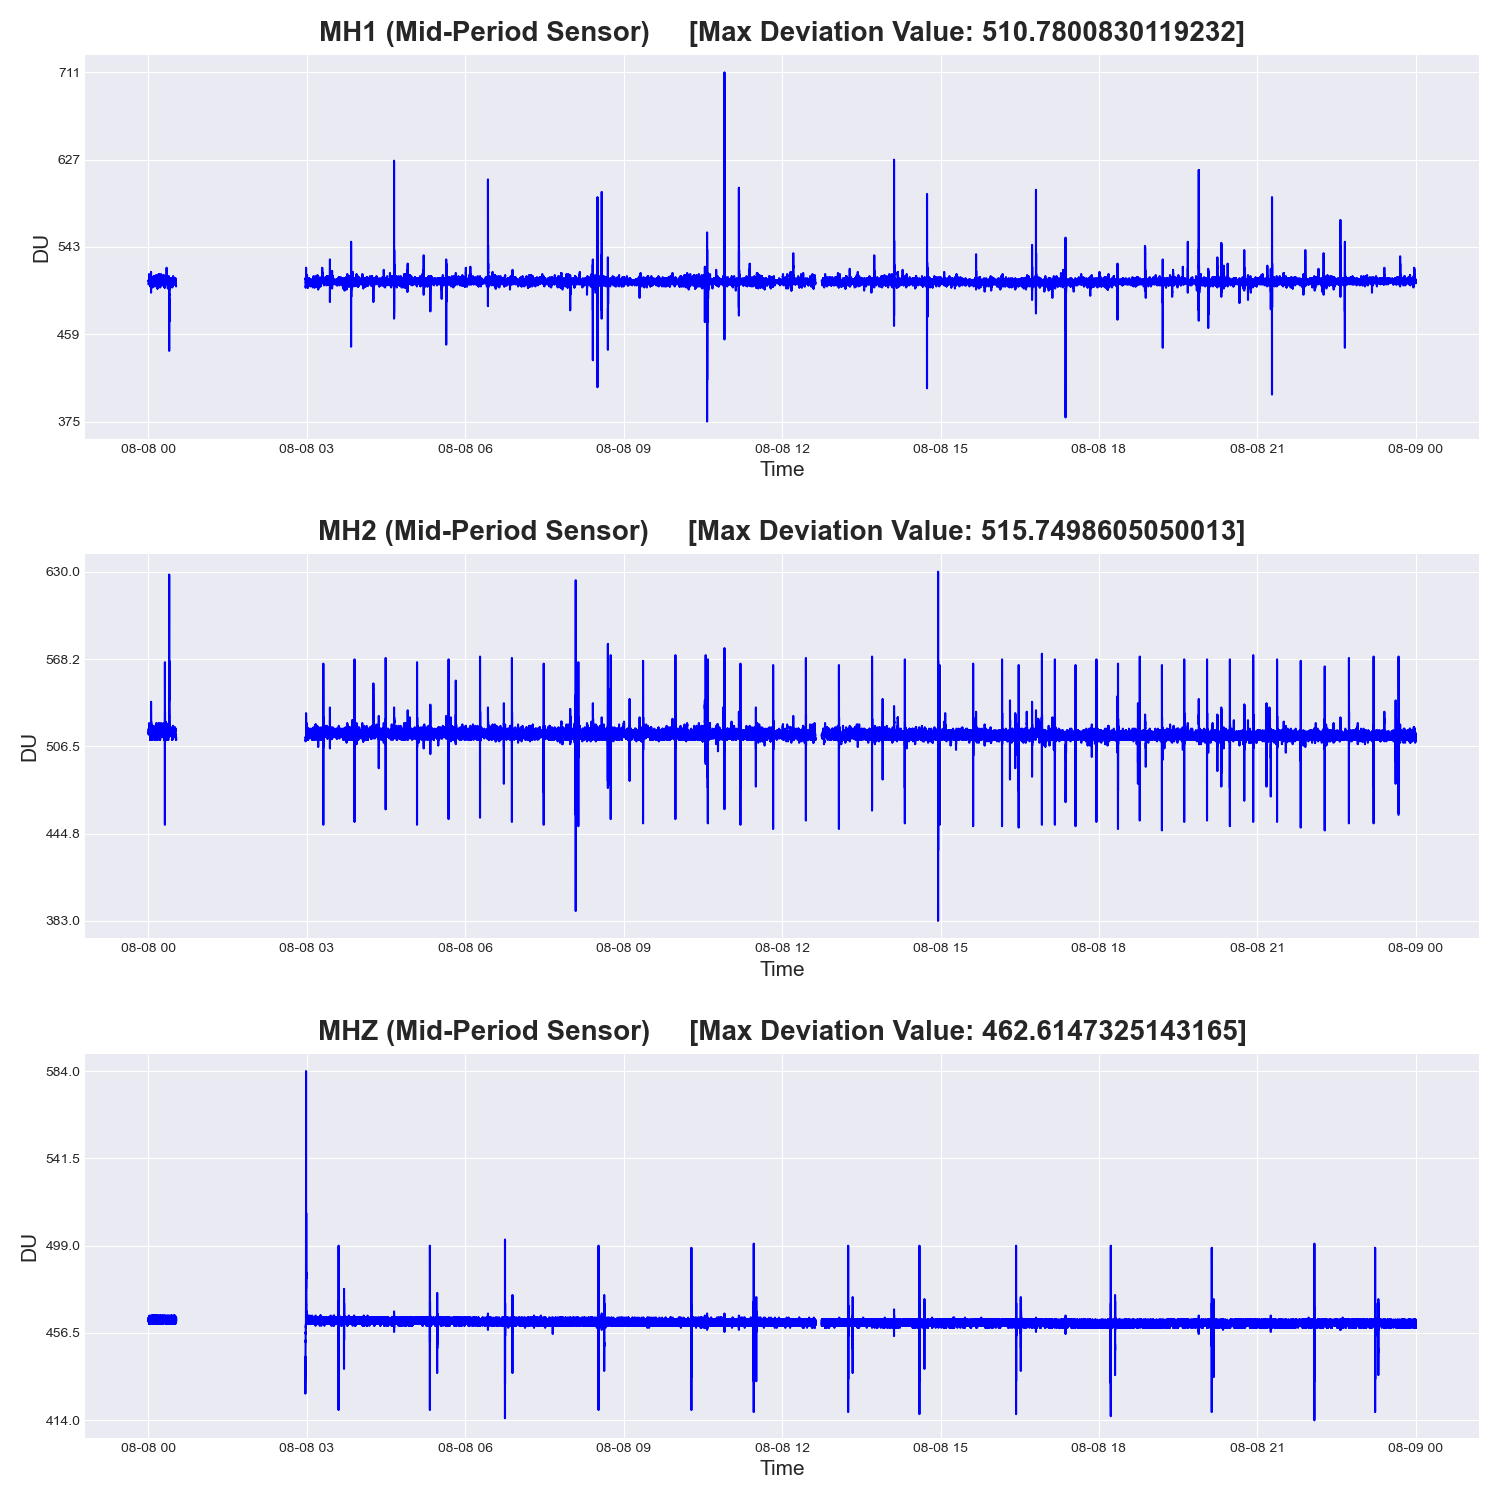 MH1 (Mid-Period Sensor) [Max Deviation Value: 510.7800830119232]
711
627
543
459
375
DU
08-08 00 08-08 03 08-08 06 08-08 09 08-08 12 08-08 15 08-08 18 08-08 21 08-09 00
Time
MH2 (Mid-Period Sensor) [Max Deviation Value: 515.7498605050013]
630.0
568.2
506.5
444.8
383.0
DU
08-08 00 08-08 03 08-08 06 08-08 09 08-08 12 08-08 15 08-08 18 08-08 21 08-09 00
Time
MHZ (Mid-Period Sensor) [Max Deviation Value: 462.6147325143165]
584.0
541.5
499.0
456.5
414.0
DU
08-08 00 08-08 03 08-08 06 08-08 09 08-08 12 08-08 15 08-08 18 08-08 21 08-09 00
Time